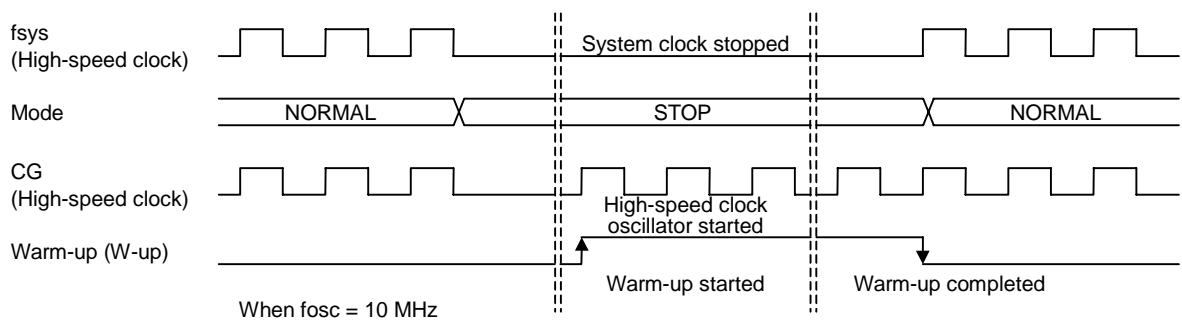 fsys
(High-speed clock)
System clock stopped
Mode
NORMAL
STOP
NORMAL
CG
(High-speed clock)
High-speed clock
oscillator started
Warm-up (W-up)
Warm-up started
Warm-up completed
When fosc = 10 MHz